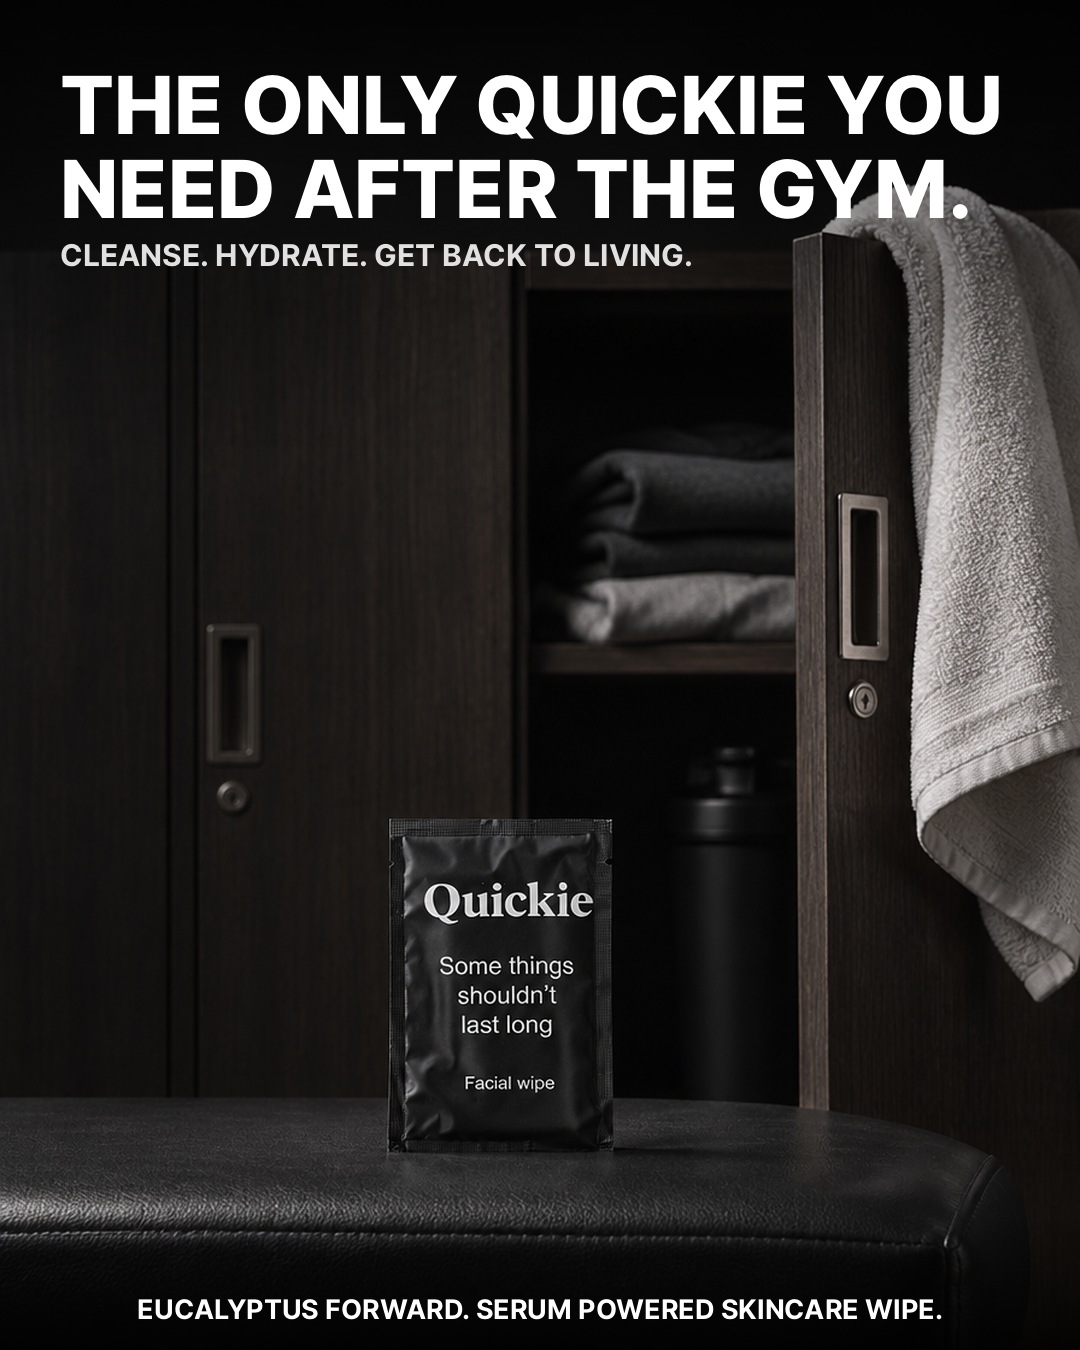 THE ONLY QUICKIE YOU
NEED AFTER THE GYM.
CLEANSE. HYDRATE. GET BACK TO LIVING.
Quickie
Some things
shouldn't
last long
Facial wipe
EUCALYPTUS FORWARD. SERUM POWERED SKINCARE WIPE.